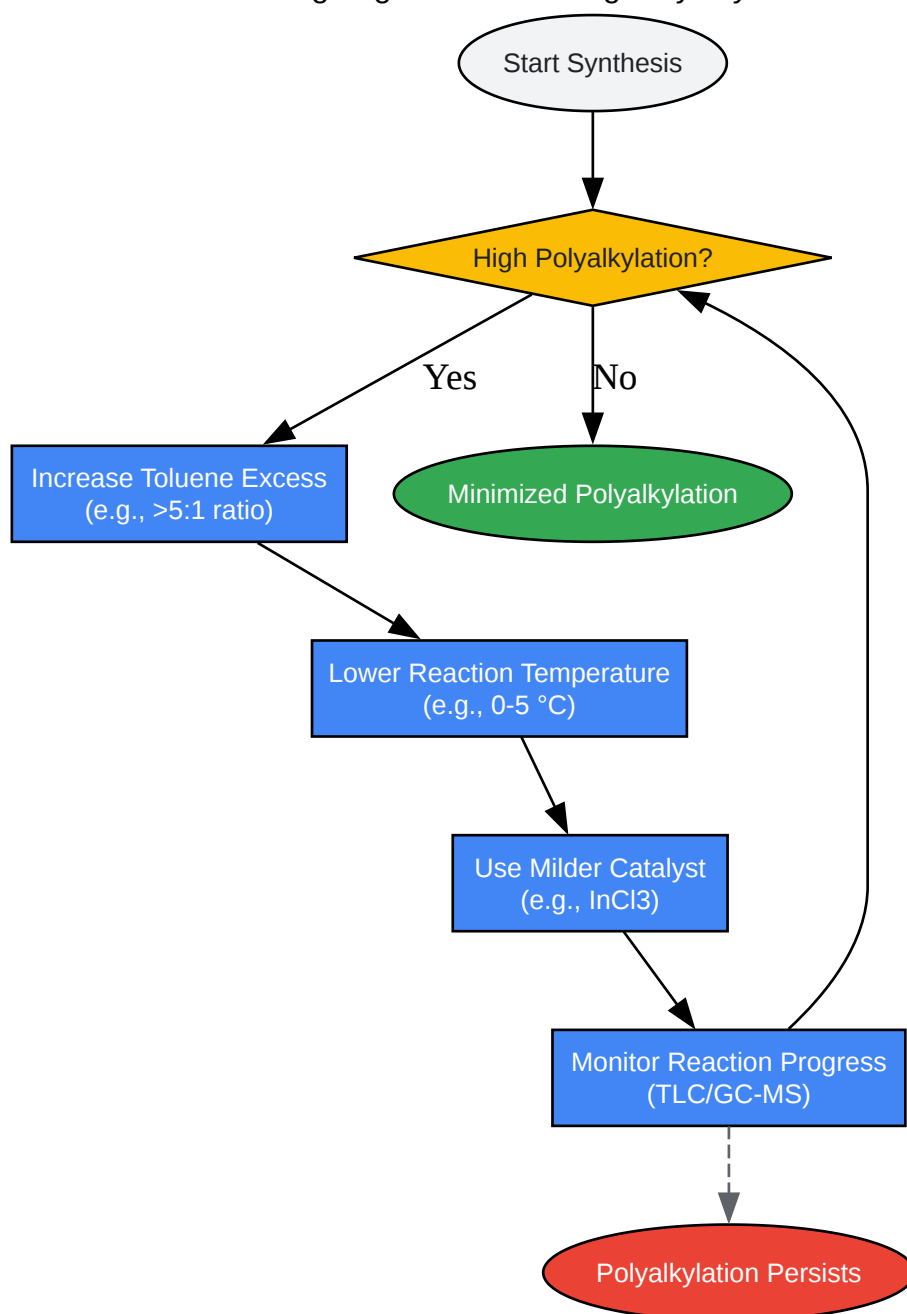 Start Synthesis
High Polyalkylation?
Yes
No
Increase Toluene Excess
(e.g., >5:1 ratio)
Minimized Polyalkylation
Lower Reaction Temperature
(e.g., 0-5 °C)
Use Milder Catalyst
(e.g., InCl3)
Monitor Reaction Progress
(TLC/GC-MS)
Polyalkylation Persists